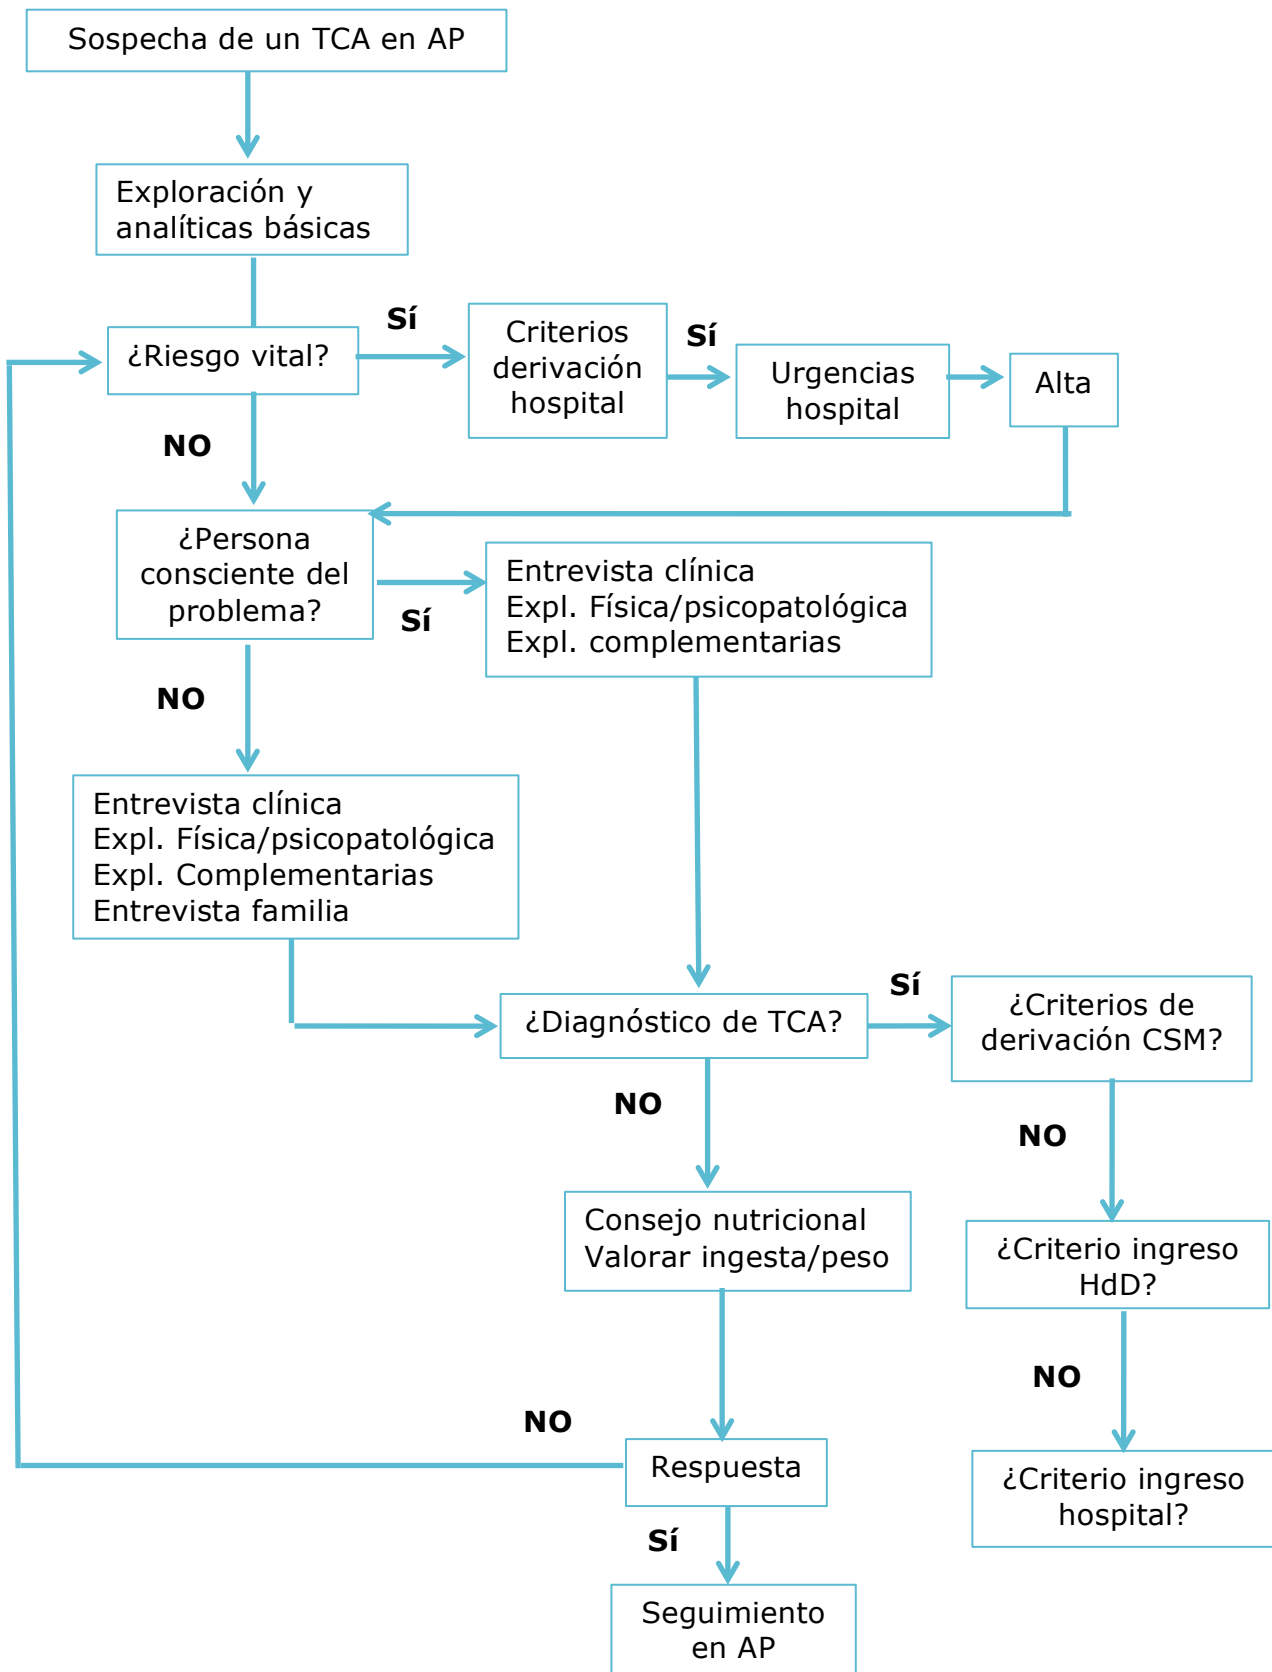 Sospecha de un TCA en AP
Exploración y
analíticas básicas
¿Riesgo vital?
Sí
Criterios
derivación
hospital
Sí
Urgencias
hospital
Alta
NO
¿Persona
consciente del
problema?
Sí
Entrevista clínica
Expl. Física/psicopatológica
Expl. complementarias
NO
Entrevista clínica
Expl. Física/psicopatológica
Expl. Complementarias
Entrevista familia
¿Diagnóstico de TCA?
Sí
¿Criterios de
derivación CSM?
NO
NO
Consejo nutricional
Valorar ingesta/peso
¿Criterio ingreso
HdD?
NO
NO
Respuesta
¿Criterio ingreso
hospital?
Sí
Seguimiento
en AP